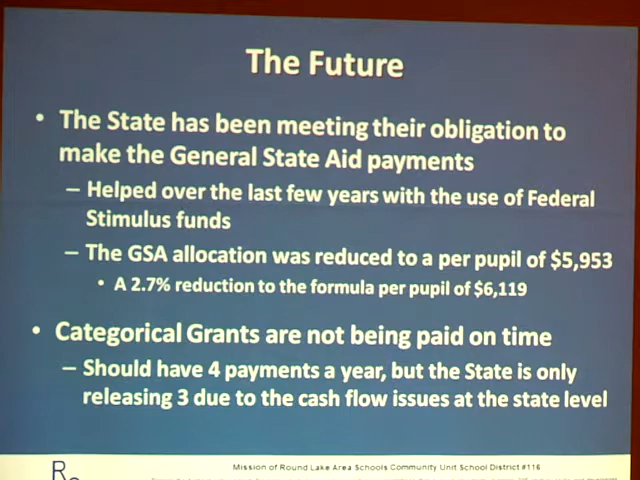 The Future
• The State has been meeting their obligation to
make the General State Aid payments
– Helped over the last few years with the use of Federal
Stimulus funds
– The GSA allocation was reduced to a per pupil of $5,953
• A 2.7% reduction to the formula per pupil of $6,119
• Categorical Grants are not being paid on time
– Should have 4 payments a year, but the State is only
releasing 3 due to the cash flow issues at the state level
Mission of Round Lake Area Schools Community Unit School District #116
R